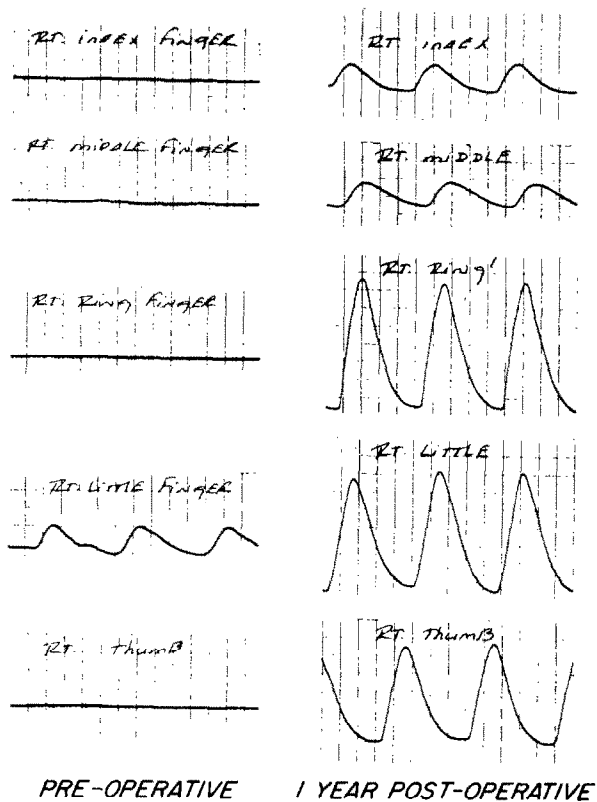 RT. INDEX FINGER
RT. INDEX
RT. MIDDLE FINGER
RT. MIDDLE
RT. RING FINGER
RT. RING
RT. LITTLE FINGER
RT. LITTLE
RT. thumB
RT. thumB
PRE-OPERATIVE
1 YEAR POST-OPERATIVE